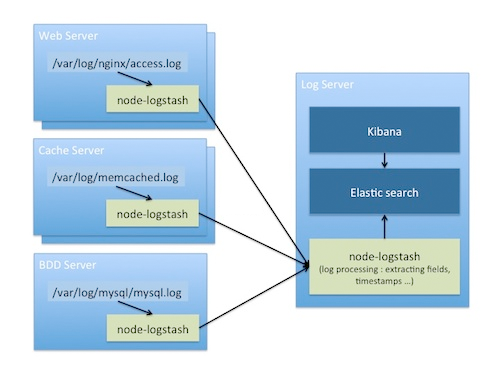 Web Server
/var/log/nginx/access.log
node-logstash
Cache Server
/var/log/memcached.log
node-logstash
BDD Server
/var/log/mysql/mysql.log
node-logstash
Log Server
Kibana
Elastic search
node-logstash
(log processing : extracting fields,
timestamps ...)